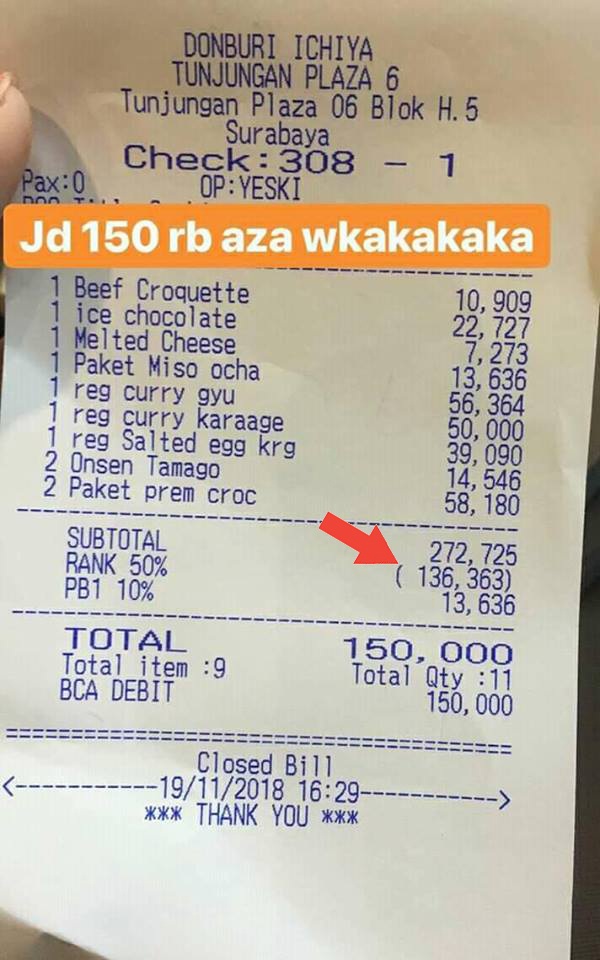 DONBURI ICHIYA
TUNJUNGAN PLAZA 6
Tunjungan Plaza 06 Blok H.5
Surabaya
Check:308 - 1
Pax:0 OP:YESKI
Jd 150 rb aza wkakakaka
1 Beef Croquette 10,909
1 ice chocolate 22,727
1 Melted Cheese 7,273
1 Paket Miso ocha 13,636
1 reg curry gyu 56,364
1 reg curry karaage 50,000
1 reg Salted egg krg 39,090
2 Onsen Tamago 14,546
2 Paket prem croc 58,180
SUBTOTAL 272,725
RANK 50% ( 136,363)
PB1 10% 13,636
TOTAL 150,000
Total item :9 Total Qty :11
BCA DEBIT 150,000
Closed Bill
<-----------19/11/2018 16:29----------->
*** THANK YOU ***